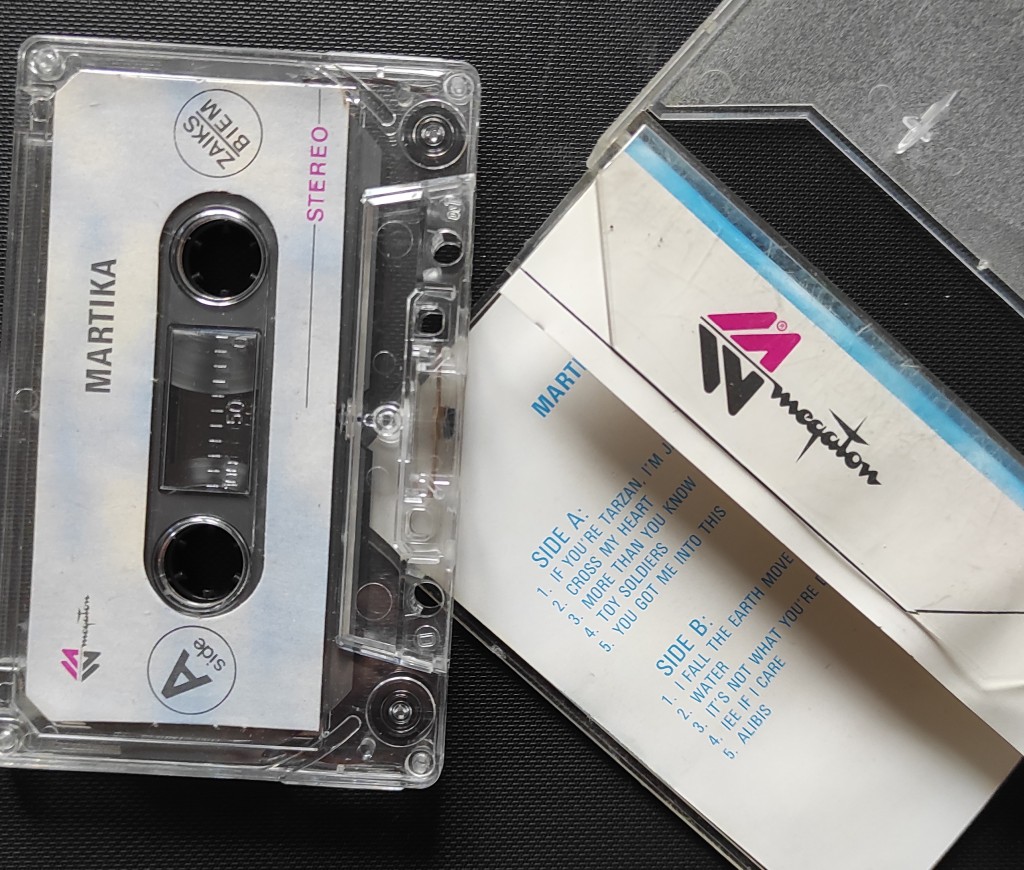 ZAIKS
BIEM
STEREO
MARTIKA
0
50
100
megaton
A
side
megaton
®
SIDE A:
1. IF YOU'RE TARZAN. I'M
2. CROSS MY HEART
3. MORE THAN YOU KNOW
4. TOY SOLDIERS
5. YOU GOT ME INTO THIS
SIDE B:
1. I FALL THE EARTH MOVE
2. WATER
3. IT'S NOT WHAT YOU'RE
4. IEE IF I CARE
5. ALIBIS